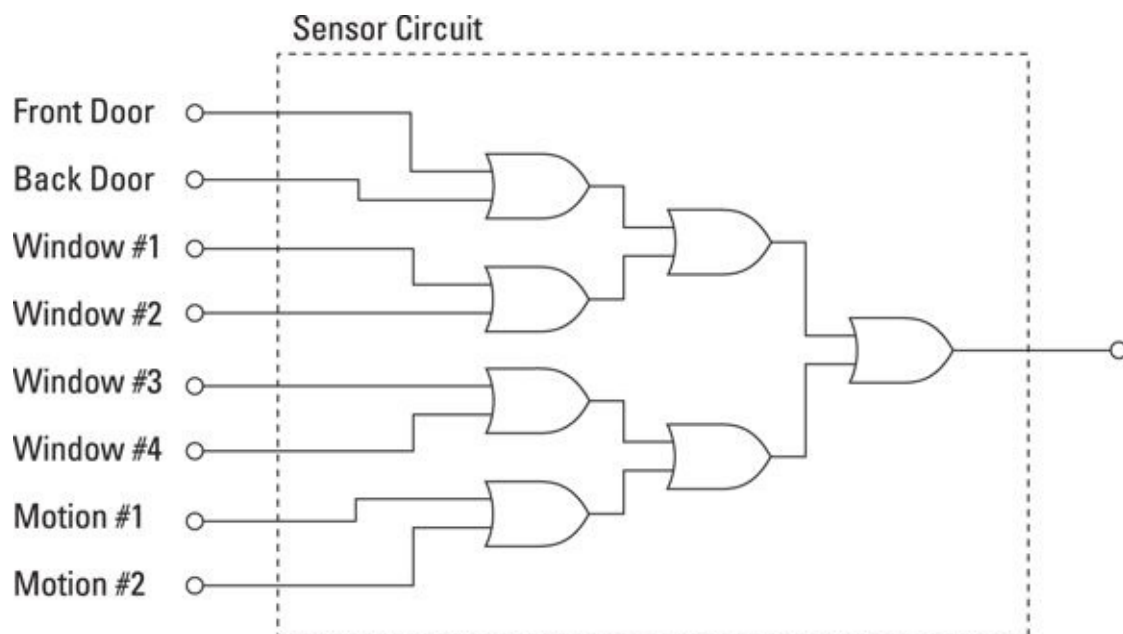 Sensor Circuit
Front Door
Back Door
Window #1
Window #2
Window #3
Window #4
Motion #1
Motion #2